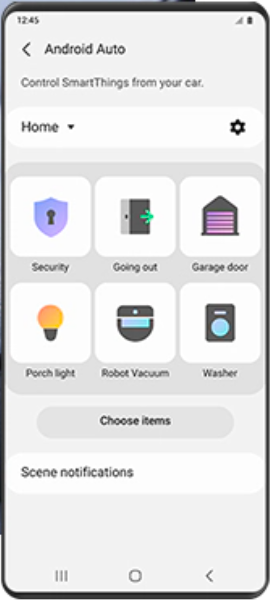 12:45
Android Auto
Control SmartThings from your car.
Home
Security
Going out
Garage door
Porch light
Robot Vacuum
Washer
Choose items
Scene notifications